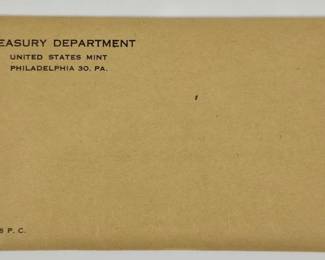 EASURY DEPARTMENT
UNITED STATES MINT
PHILADELPHIA 30, PA.
P. C.